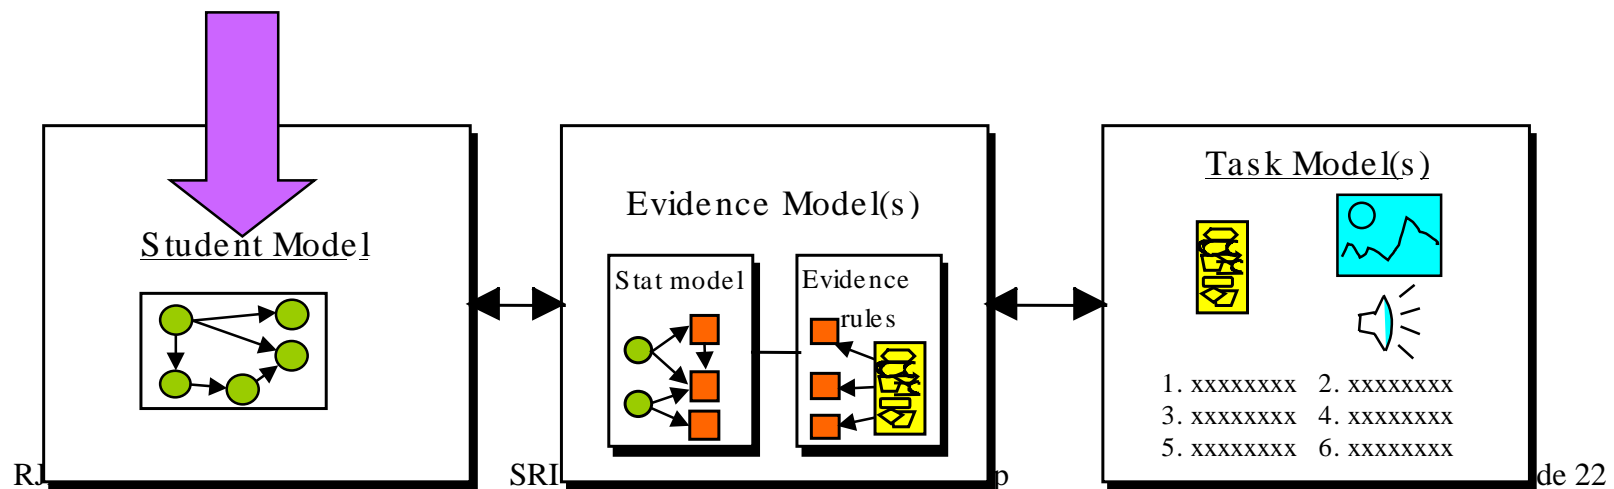 Student Model
Evidence Model(s)
Stat model
Evidence
rules
Task Model(s)
1. xxxxxxxx 2. xxxxxxxx
3. xxxxxxxx 4. xxxxxxxx
5. xxxxxxxx 6. xxxxxxxx
SRI
22